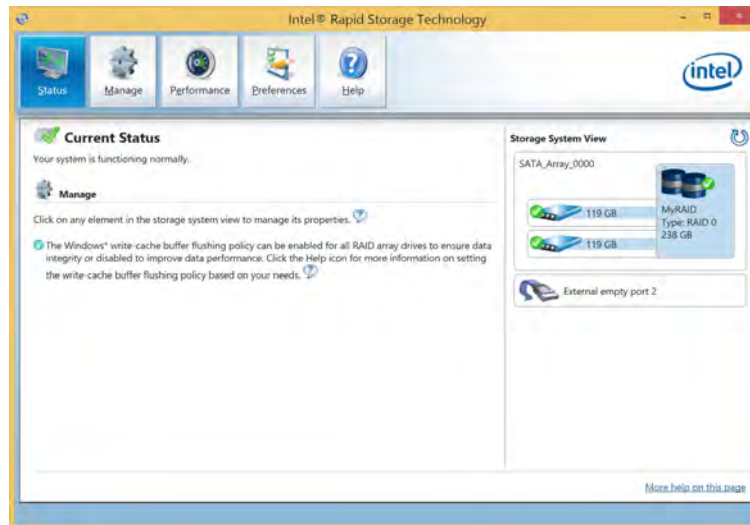 Intel® Rapid Storage Technology
Status
Manage
Performance
Preferences
Help
intel
Current Status
Your system is functioning normally.
Manage
Click on any element in the storage system view to manage its properties.
The Windows* write-cache buffer flushing policy can be enabled for all RAID array drives to ensure data
integrity or disabled to improve data performance. Click the Help icon for more information on setting
the write-cache buffer flushing policy based on your needs.
Storage System View
SATA_Array_0000
119 GB
119 GB
MyRAID
Type: RAID 0
238 GB
External empty port 2
More help on this page